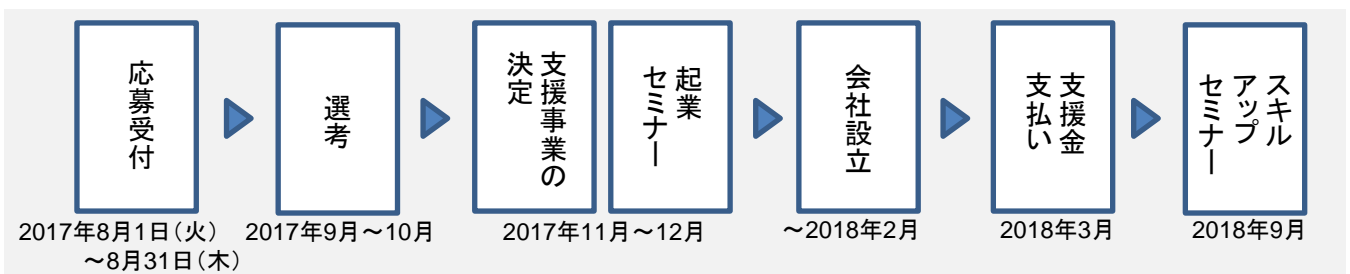 応募受付
選考
支援事業の
決定
起業
セミナー
会社設立
支援金
支払い
スキル
アップ
セミナー
2017年8月1日（火）
～8月31日（木）
2017年9月～10月
2017年11月～12月
～2018年2月
2018年3月
2018年9月